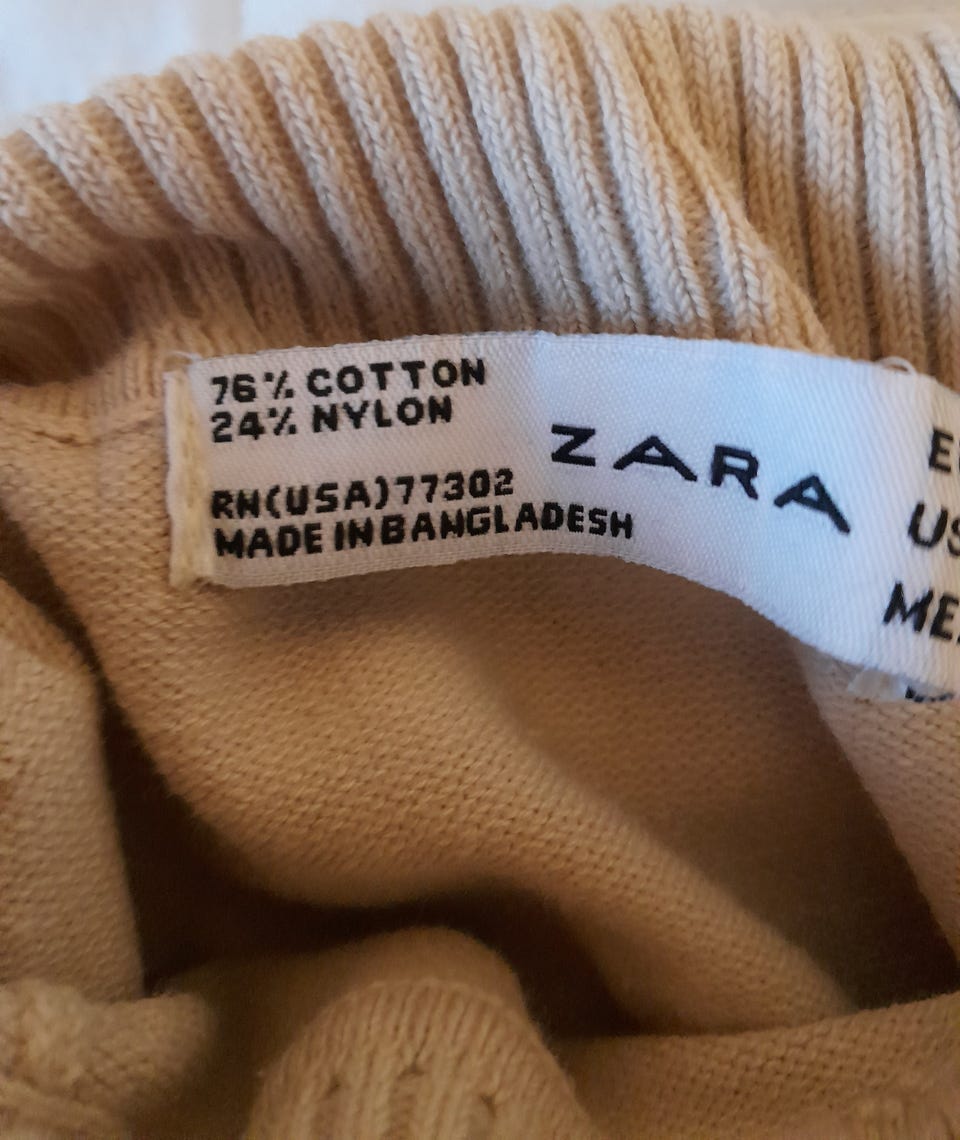 76% COTTON
24% NYLON
RN(USA)77302
MADE IN BANGLADESH
ZARA